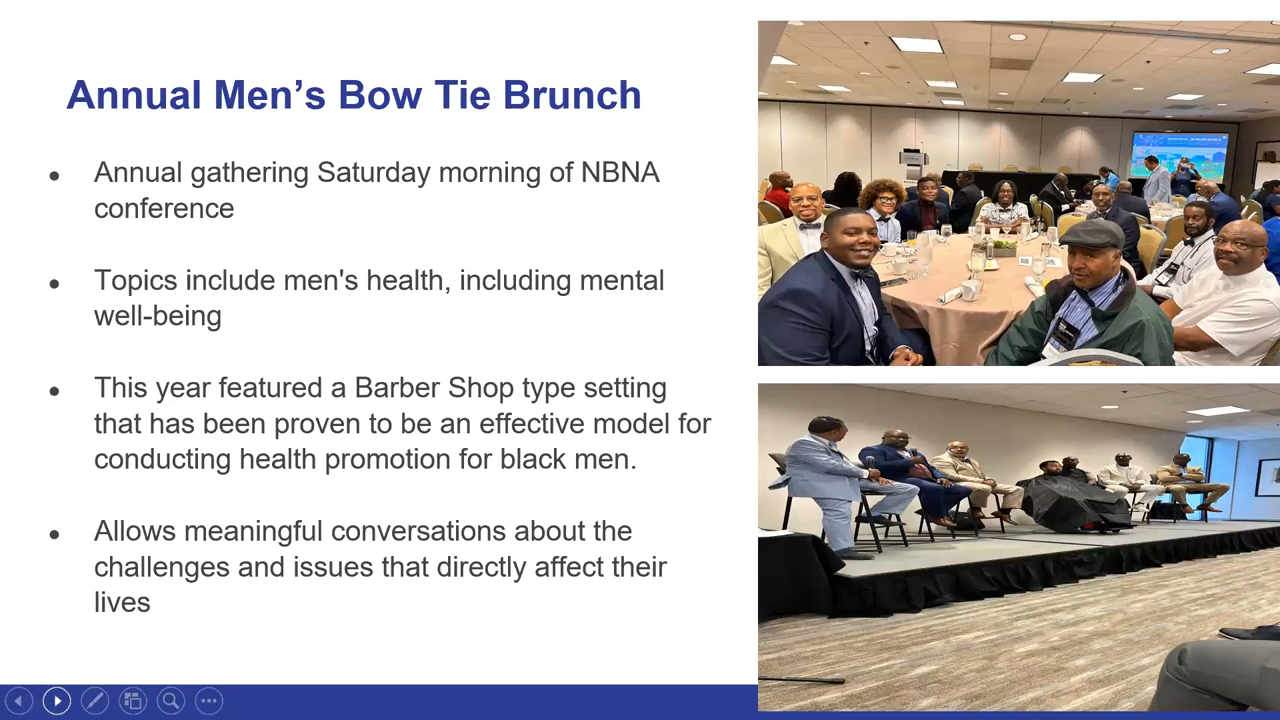 Annual Men’s Bow Tie Brunch
● Annual gathering Saturday morning of NBNA
conference
● Topics include men's health, including mental
well-being
● This year featured a Barber Shop type setting
that has been proven to be an effective model for
conducting health promotion for black men.
● Allows meaningful conversations about the
challenges and issues that directly affect their
lives